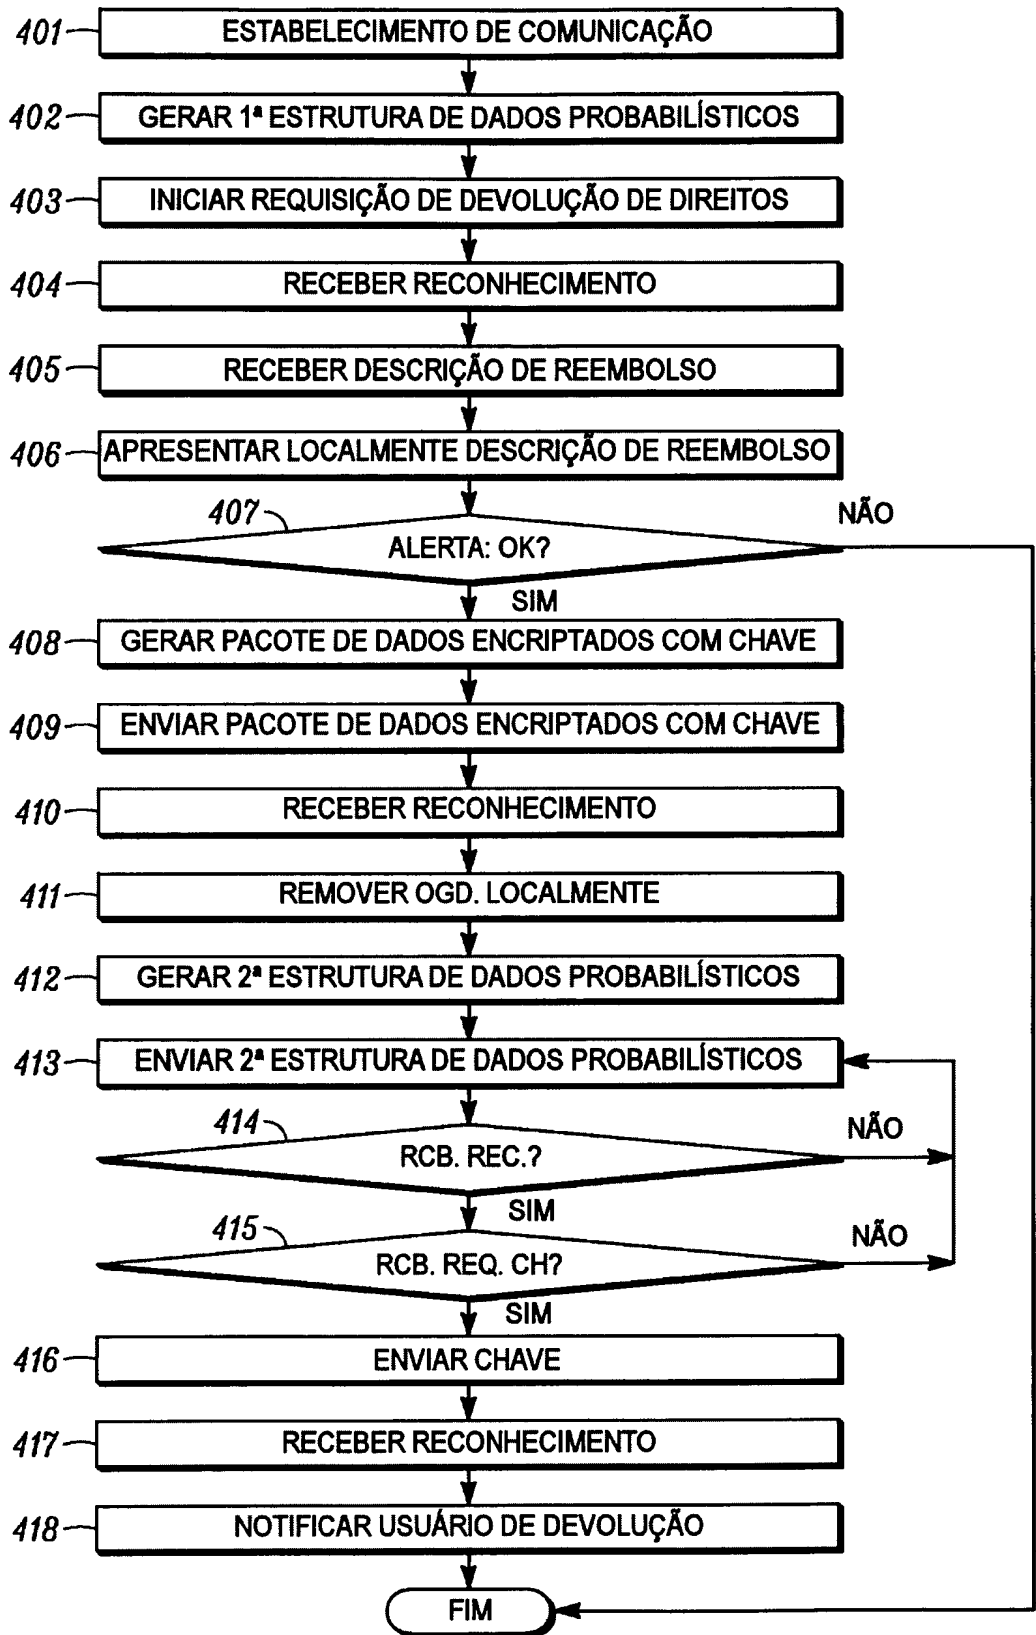 401 ESTABELECIMENTO DE COMUNICAÇÃO
402 GERAR 1ª ESTRUTURA DE DADOS PROBABILÍSTICOS
403 INICIAR REQUISIÇÃO DE DEVOLUÇÃO DE DIREITOS
404 RECEBER RECONHECIMENTO
405 RECEBER DESCRIÇÃO DE REEMBOLSO
406 APRESENTAR LOCALMENTE DESCRIÇÃO DE REEMBOLSO
407 NÃO
ALERTA: OK?
SIM
408 GERAR PACOTE DE DADOS ENCRIPTADOS COM CHAVE
409 ENVIAR PACOTE DE DADOS ENCRIPTADOS COM CHAVE
410 RECEBER RECONHECIMENTO
411 REMOVER OGD. LOCALMENTE
412 GERAR 2ª ESTRUTURA DE DADOS PROBABILÍSTICOS
413 ENVIAR 2ª ESTRUTURA DE DADOS PROBABILÍSTICOS
414 NÃO
RCB. REC.?
SIM
415 NÃO
RCB. REQ. CH?
SIM
416 ENVIAR CHAVE
417 RECEBER RECONHECIMENTO
418 NOTIFICAR USUÁRIO DE DEVOLUÇÃO
FIM